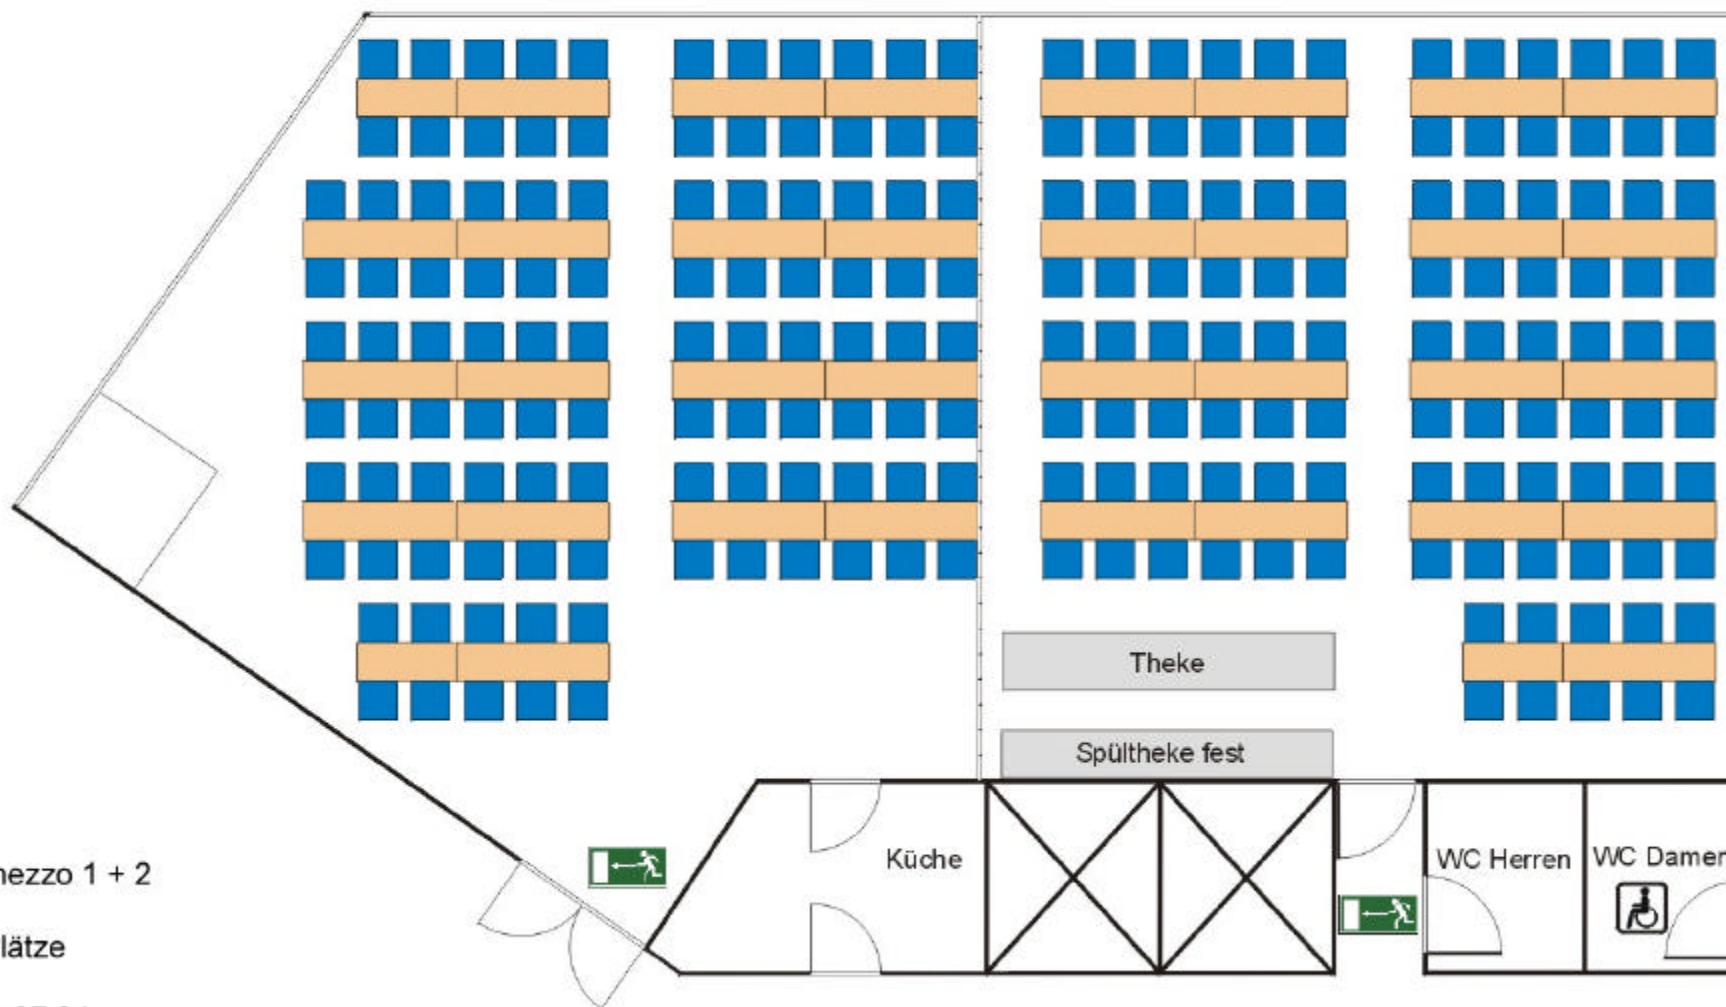 Theke
Spültheke fest
Küche
WC Herren
WC Damen
nezzo 1 + 2
lätze